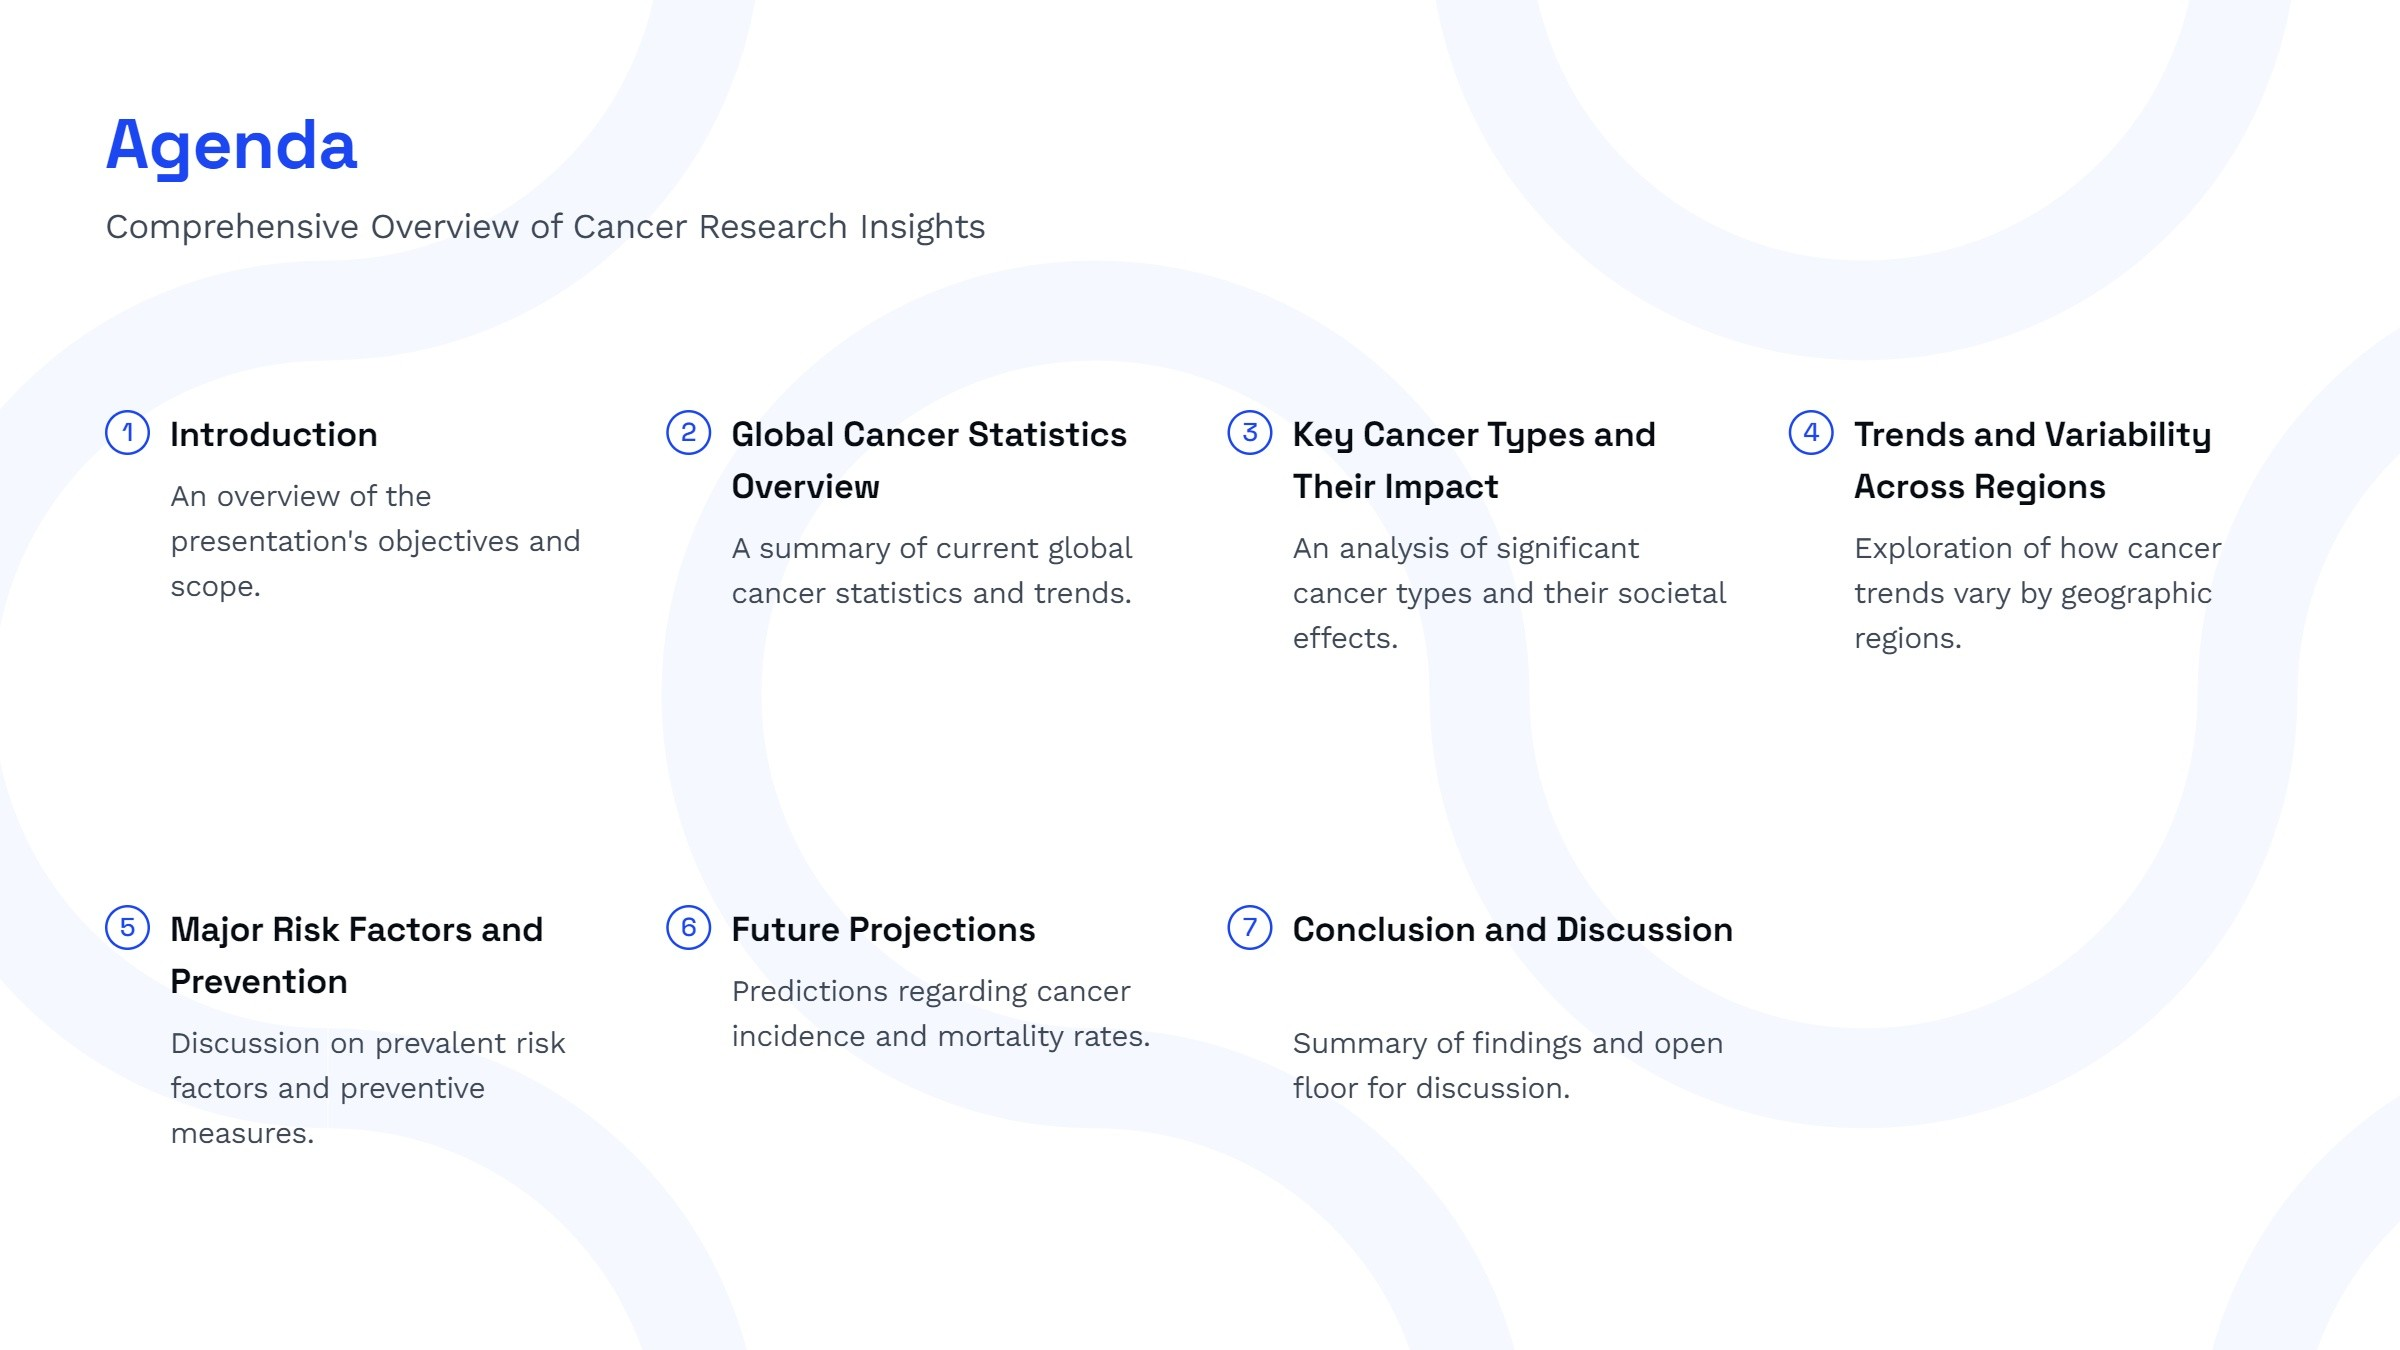 Agenda
Comprehensive Overview of Cancer Research Insights
1 Introduction
An overview of the
presentation's objectives and
scope.
2 Global Cancer Statistics
Overview
A summary of current global
cancer statistics and trends.
3 Key Cancer Types and
Their Impact
An analysis of significant
cancer types and their societal
effects.
4 Trends and Variability
Across Regions
Exploration of how cancer
trends vary by geographic
regions.
5 Major Risk Factors and
Prevention
Discussion on prevalent risk
factors and preventive
measures.
6 Future Projections
Predictions regarding cancer
incidence and mortality rates.
7 Conclusion and Discussion
Summary of findings and open
floor for discussion.